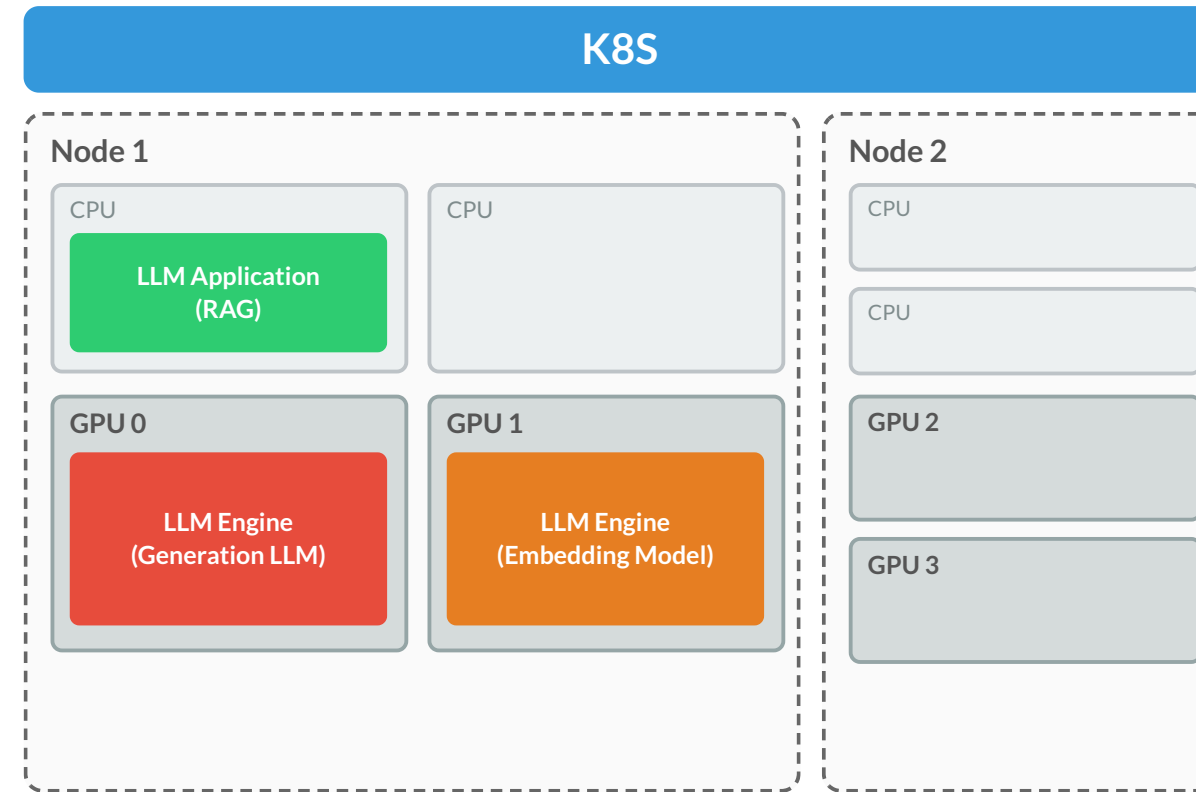 K8S
Node 1
CPU
LLM Application
(RAG)
CPU
GPU 0
LLM Engine
(Generation LLM)
GPU 1
LLM Engine
(Embedding Model)
Node 2
CPU
CPU
GPU 2
GPU 3